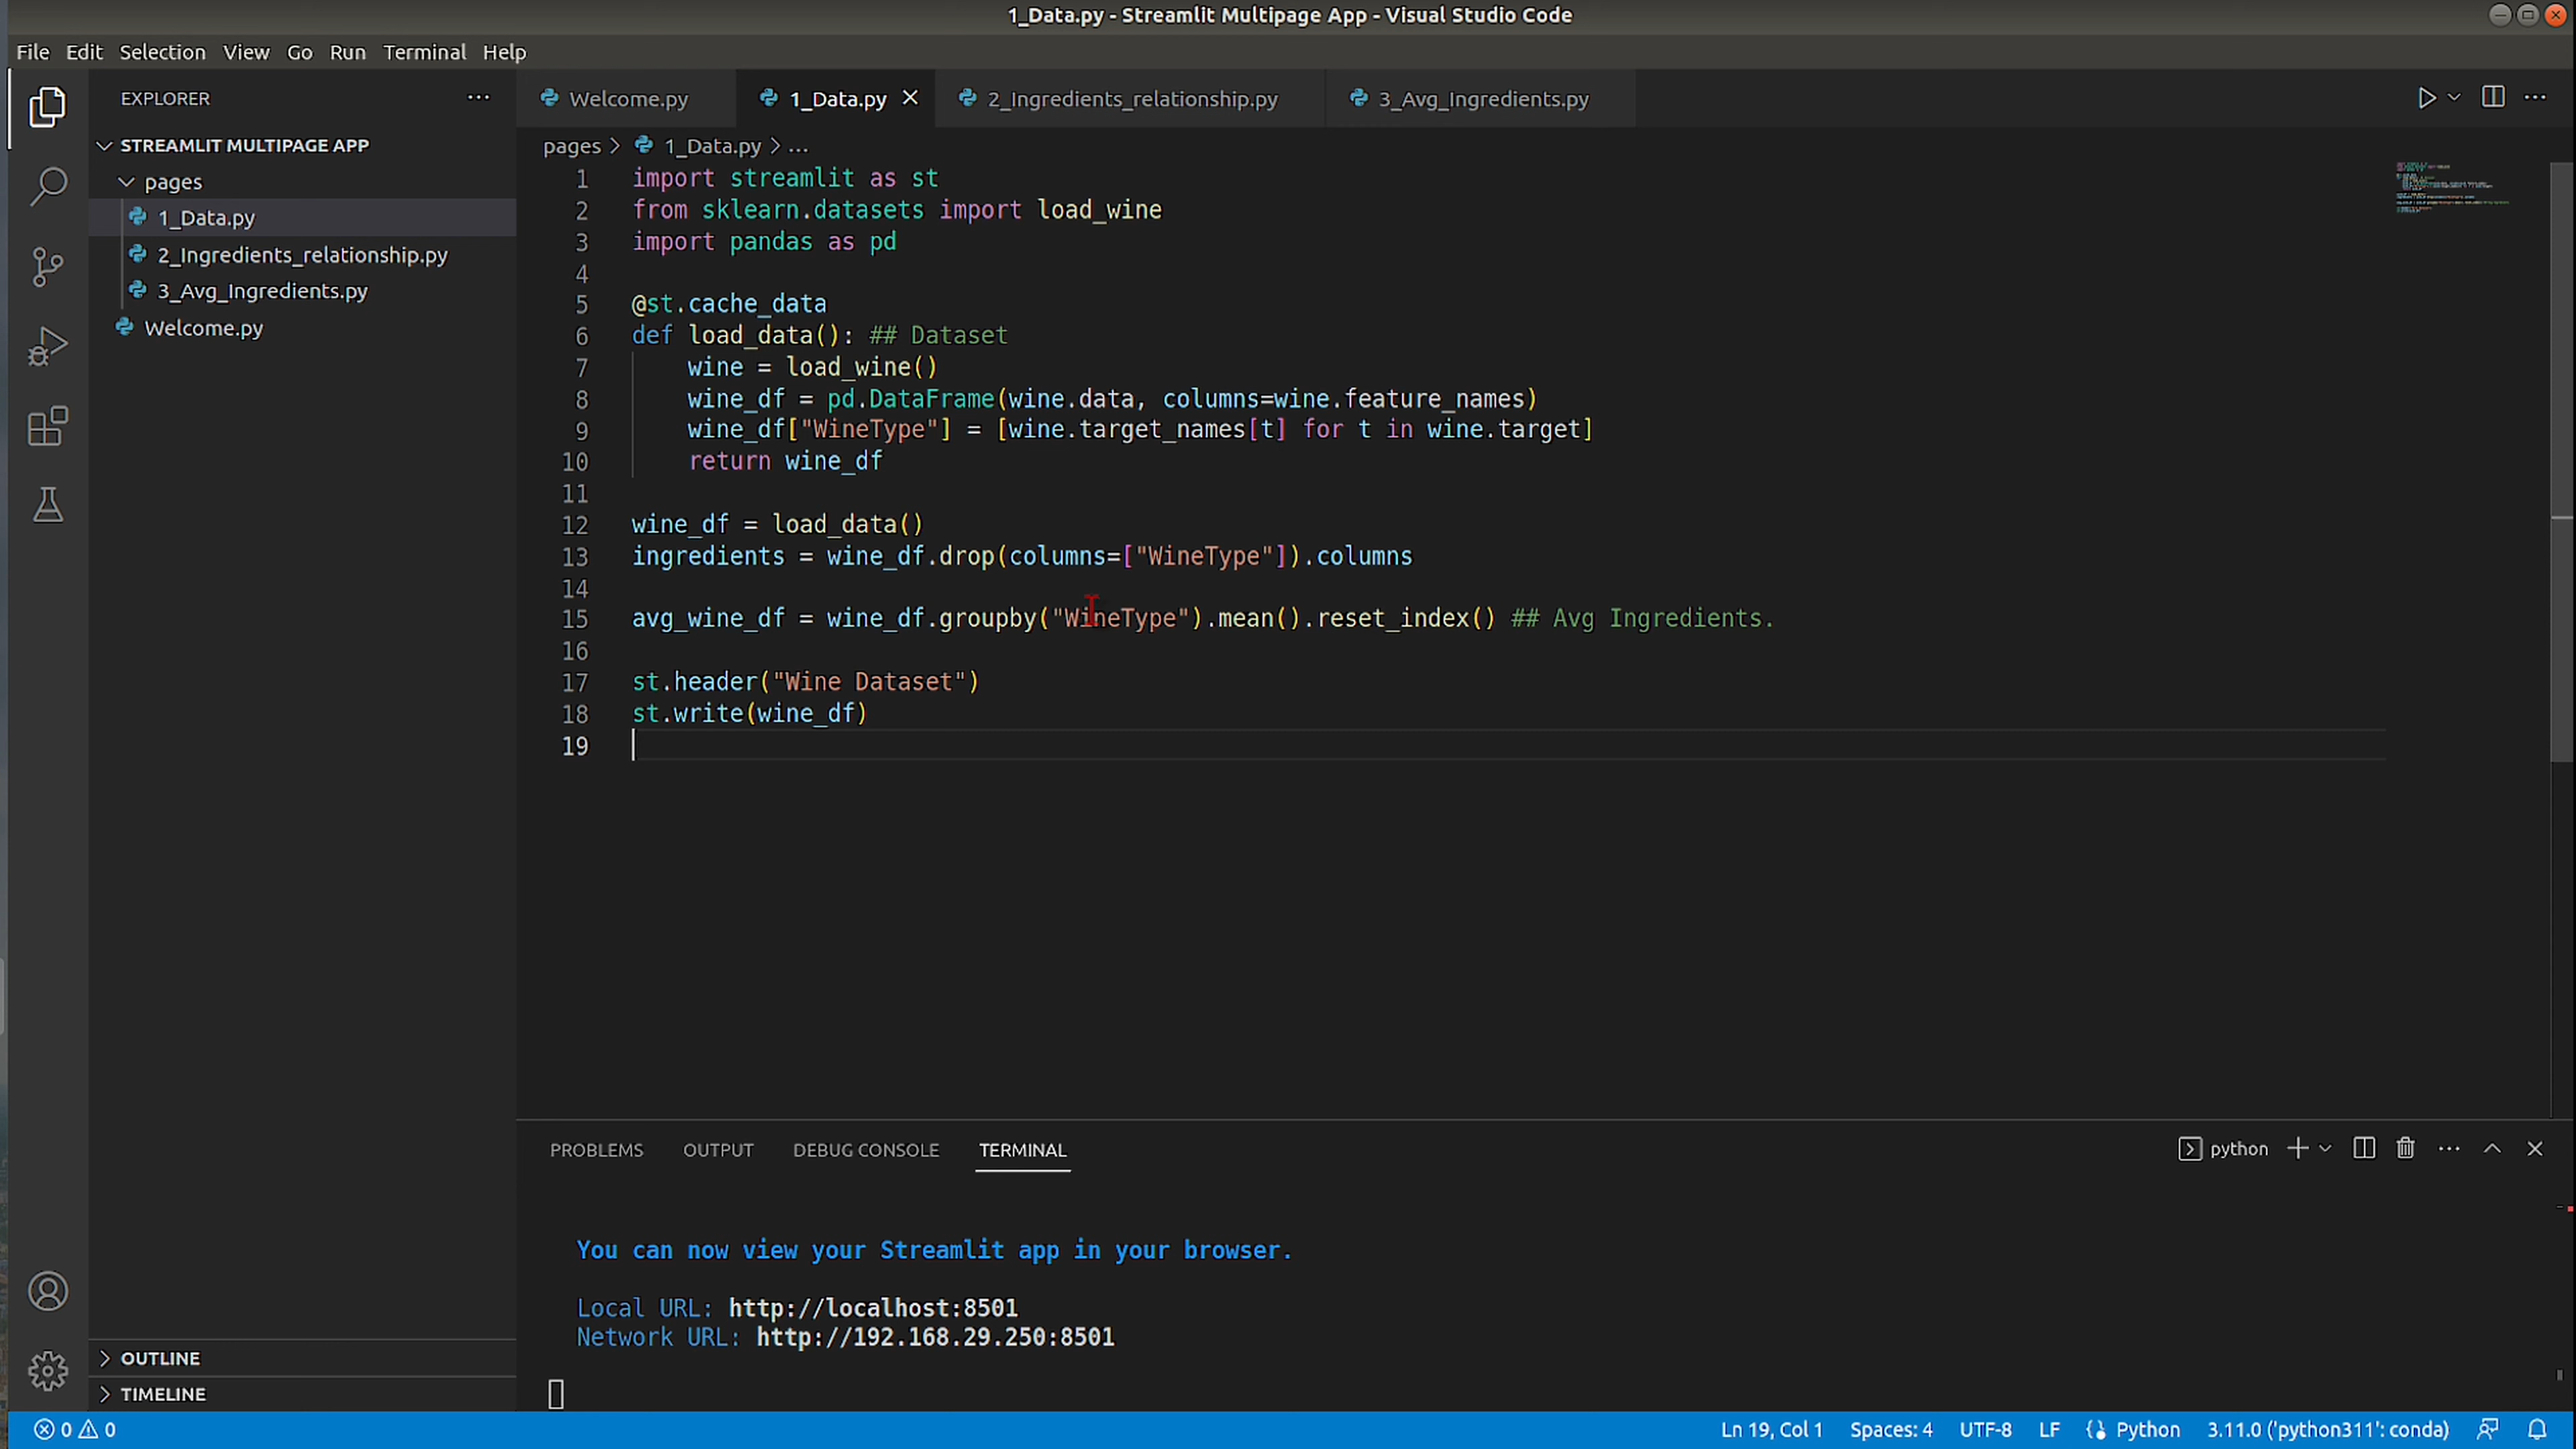 1_Data.py - Streamlit Multipage App - Visual Studio Code
File Edit Selection View Go Run Terminal Help
EXPLORER
STREAMLIT MULTIPAGE APP
pages
1_Data.py
2_Ingredients_relationship.py
3_Avg_Ingredients.py
Welcome.py
OUTLINE
TIMELINE
Welcome.py 1_Data.py 2_Ingredients_relationship.py 3_Avg_Ingredients.py
pages > 1_Data.py > ...
1 import streamlit as st
2 from sklearn.datasets import load_wine
3 import pandas as pd
4
5 @st.cache_data
6 def load_data(): ## Dataset
7     wine = load_wine()
8     wine_df = pd.DataFrame(wine.data, columns=wine.feature_names)
9     wine_df["WineType"] = [wine.target_names[t] for t in wine.target]
10     return wine_df
11
12 wine_df = load_data()
13 ingredients = wine_df.drop(columns=["WineType"]).columns
14
15 avg_wine_df = wine_df.groupby("WineType").mean().reset_index() ## Avg Ingredients.
16
17 st.header("Wine Dataset")
18 st.write(wine_df)
19
PROBLEMS OUTPUT DEBUG CONSOLE TERMINAL
python
You can now view your Streamlit app in your browser.
Local URL: http://localhost:8501
Network URL: http://192.168.29.250:8501
0 0 Ln 19, Col 1 Spaces: 4 UTF-8 LF Python 3.11.0 ('python311': conda)